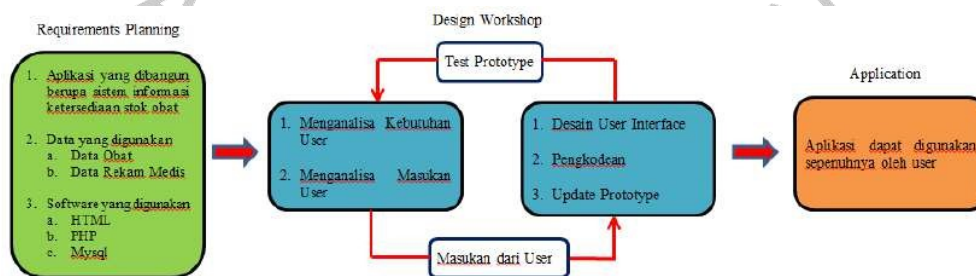 Requirements Planning
1. Aplikasi yang dibangun
berupa sistem informasi
ketersediaan stok obat
2. Data yang digunakan
a. Data Obat
b. Data Rekam Medis
3. Software yang digunakan
a. HTML
b. PHP
c. Mysql
Design Workshop
Test Prototype
1. Menganalisa Kebutuhan
User
2. Menganalisa Masukan
User
1. Desain User Interface
2. Pengkodean
3. Update Prototype
Masukan dari User
Application
Aplikasi dapat digunakan
sepenuhnya oleh user